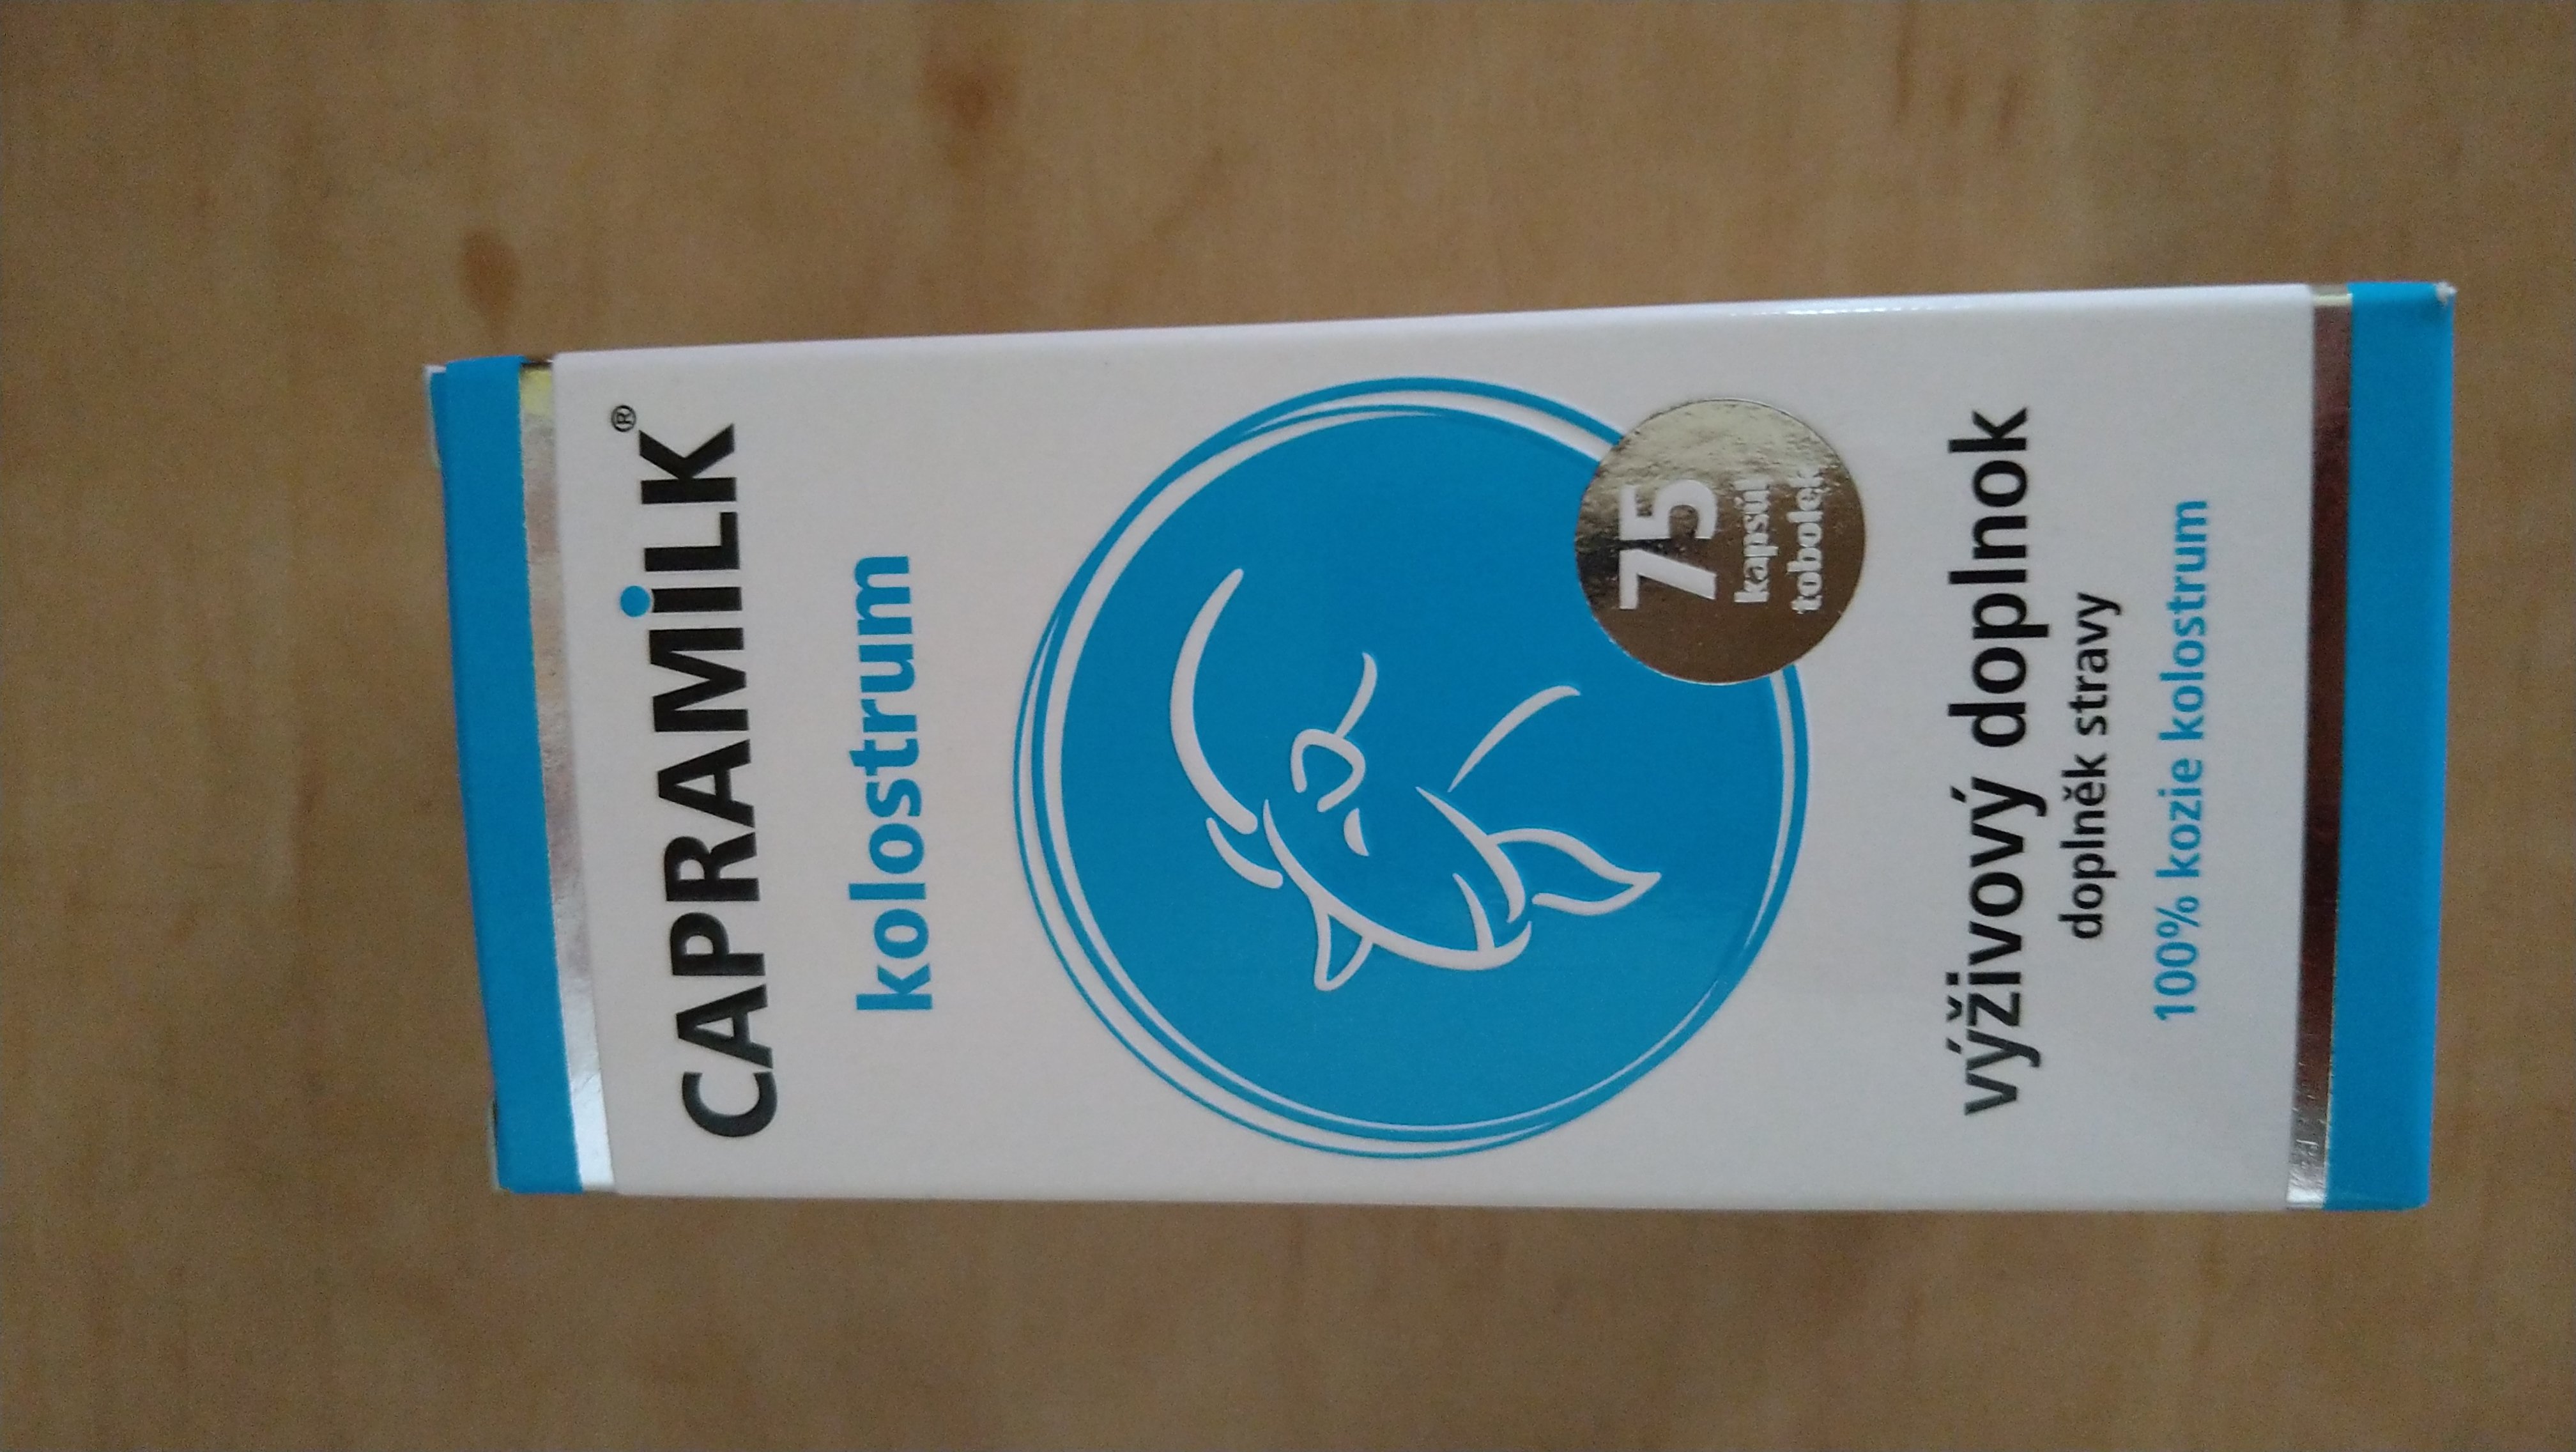 CAPRAMiLK®
kolostrum
75
kapsúl
tobolek
výživový doplnok
doplněk stravy
100% kozie kolostrum